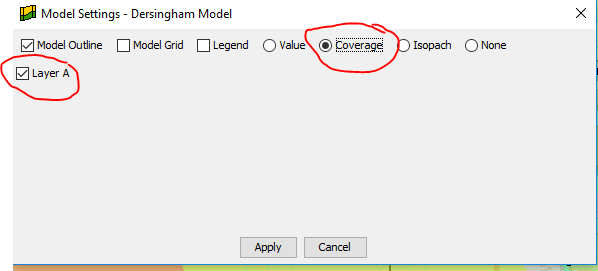 Model Settings - Dersingham Model
Model Outline Model Grid Legend Value Coverage Isopach None
Layer A
Apply Cancel